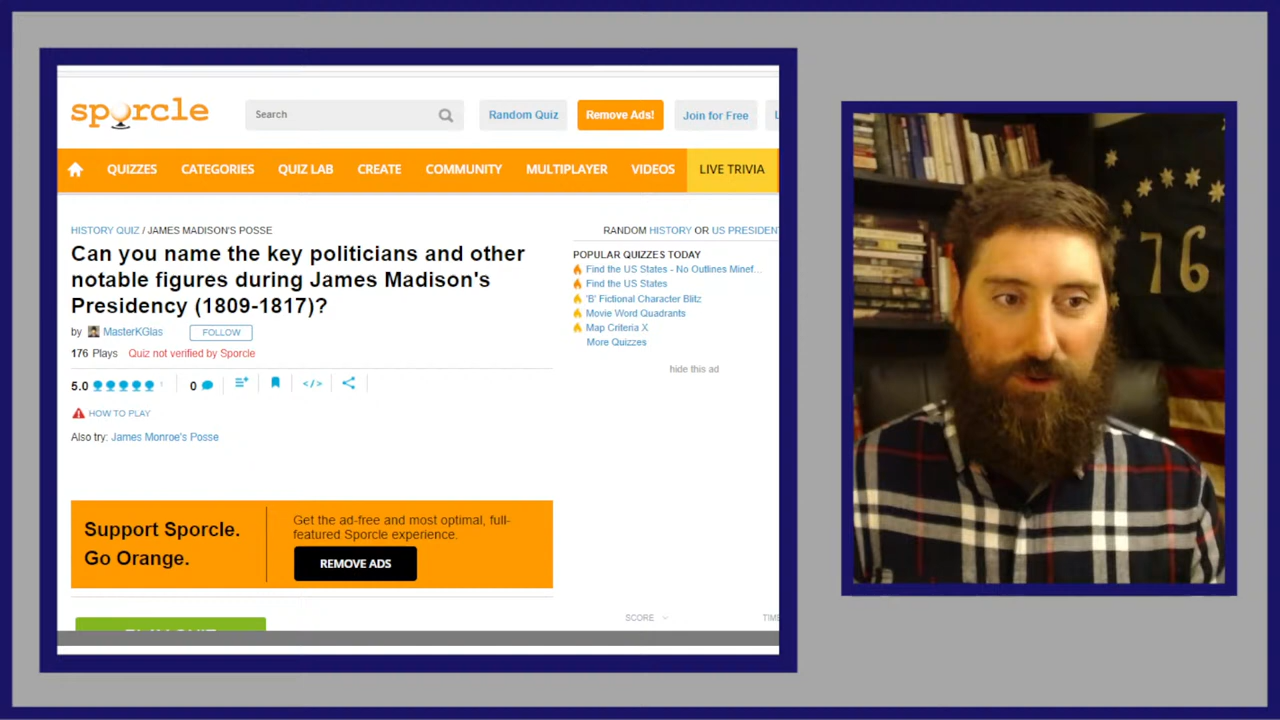 sporcle
Search
Random Quiz
Remove Ads!
Join for Free
QUIZZES
CATEGORIES
QUIZ LAB
CREATE
COMMUNITY
MULTIPLAYER
VIDEOS
LIVE TRIVIA
HISTORY QUIZ / JAMES MADISON'S POSSE
Can you name the key politicians and other
notable figures during James Madison's
Presidency (1809-1817)?
by MasterKGlas
FOLLOW
176 Plays Quiz not verified by Sporcle
5.0
0
</>
HOW TO PLAY
Also try: James Monroe's Posse
Support Sporcle.
Go Orange.
Get the ad-free and most optimal, full-
featured Sporcle experience.
REMOVE ADS
RANDOM HISTORY OR US PRESIDENT
POPULAR QUIZZES TODAY
Find the US States - No Outlines Minef...
Find the US States
'B' Fictional Character Blitz
Movie Word Quadrants
Map Criteria X
More Quizzes
hide this ad
SCORE
76